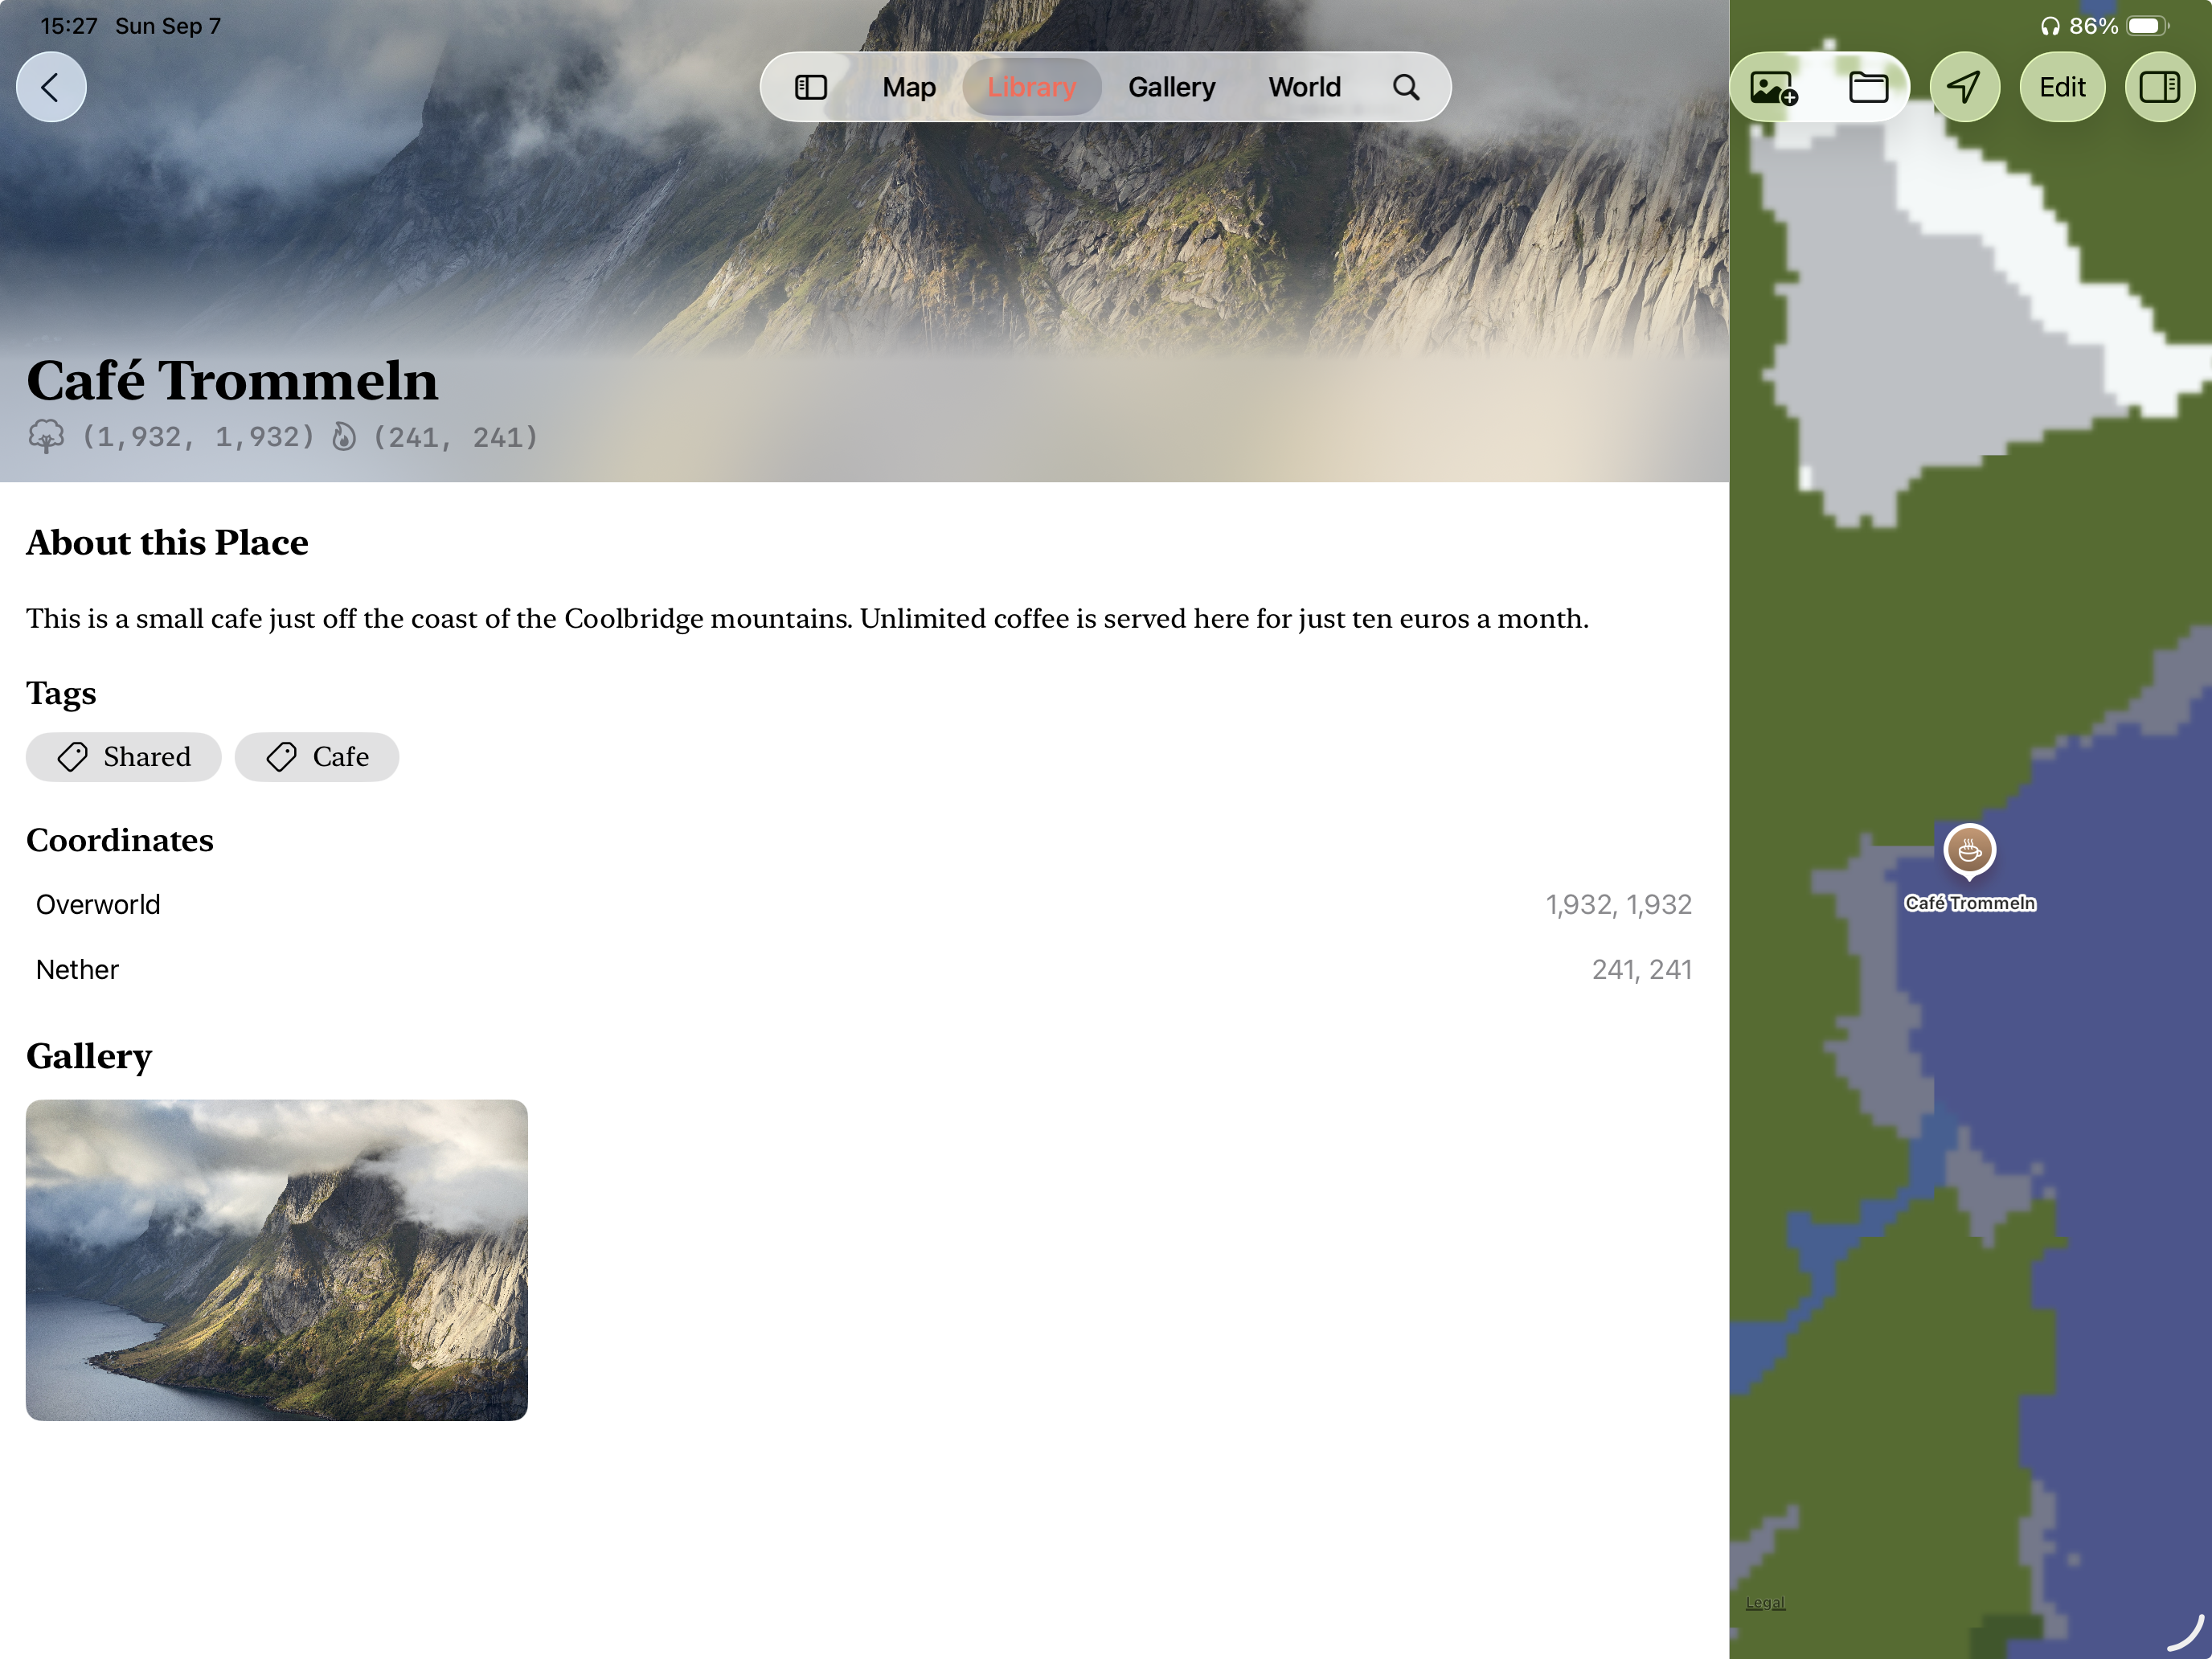 15:27 Sun Sep 7
86%
Map Library Gallery World
Edit
Café Trommeln
(1,932, 1,932) (241, 241)
About this Place
This is a small cafe just off the coast of the Coolbridge mountains. Unlimited coffee is served here for just ten euros a month.
Tags
Shared Cafe
Coordinates
Overworld 1,932, 1,932
Nether 241, 241
Gallery
Café Trommeln
Legal